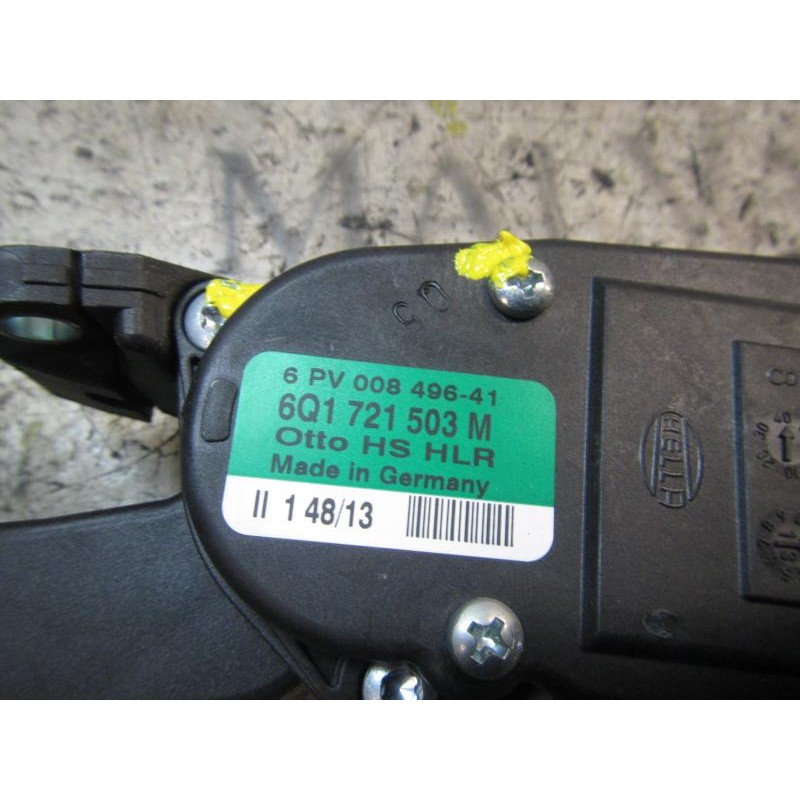 6 PV 008 496-41
6Q1 721 503 M
Otto HS HLR
Made in Germany
II 1 48/13
HELLA